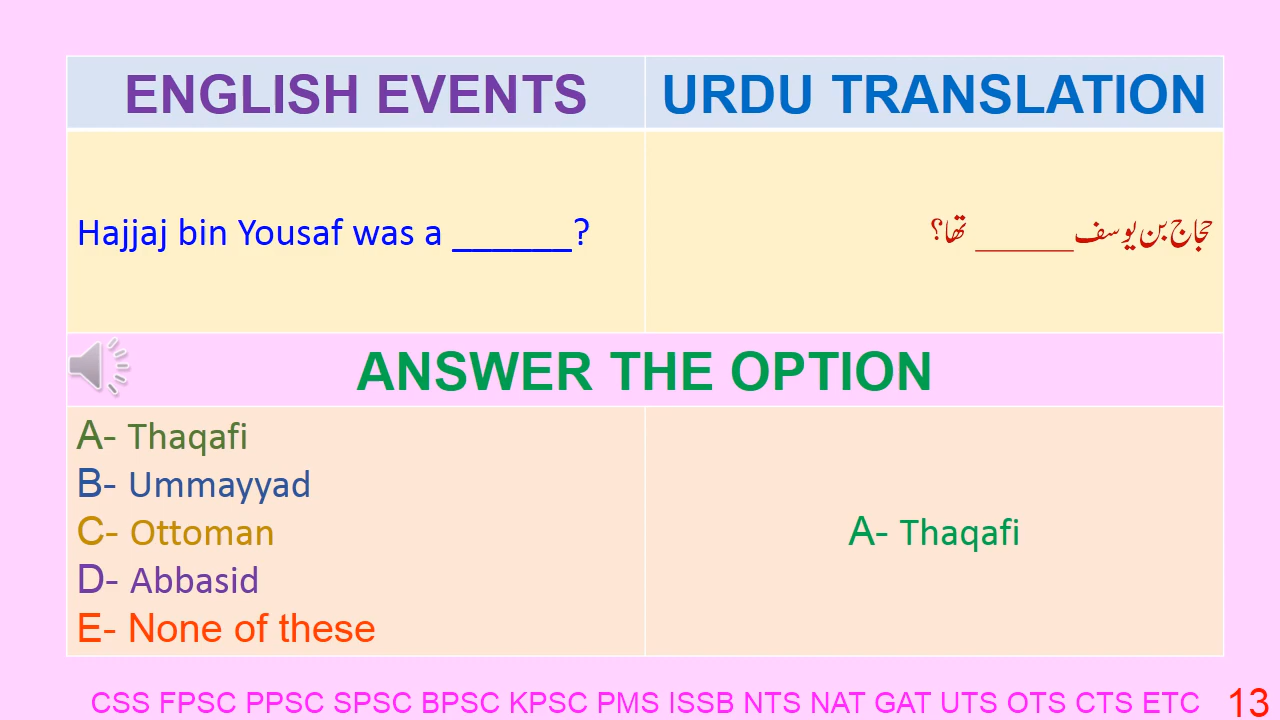 ENGLISH EVENTS
URDU TRANSLATION
Hajjaj bin Yousaf was a ______?
حجاج بن یوسف______ تھا؟
ANSWER THE OPTION
A- Thaqafi
B- Ummayyad
C- Ottoman
D- Abbasid
E- None of these
A- Thaqafi
CSS FPSC PPSC SPSC BPSC KPSC PMS ISSB NTS NAT GAT UTS OTS CTS ETC
13